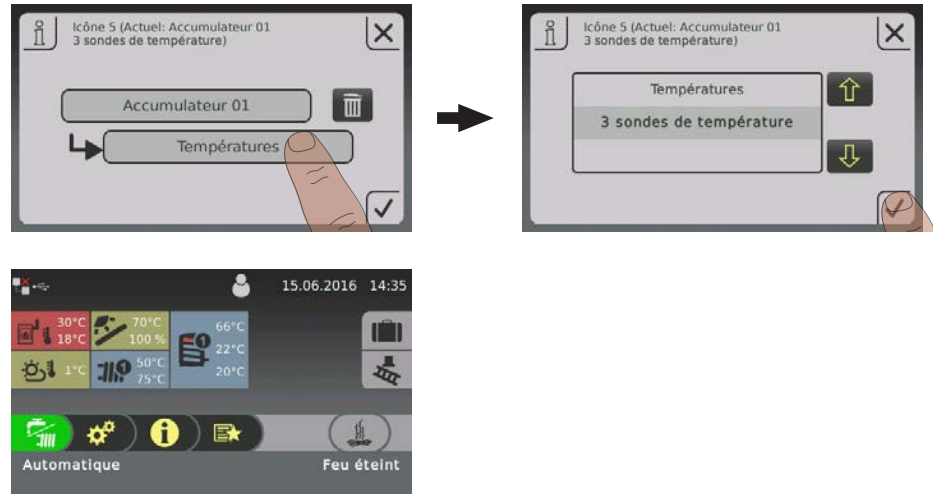 Icône 5 (Actuel: Accumulateur 01
3 sondes de température)
Accumulateur 01
Températures
Icône 5 (Actuel: Accumulateur 01
3 sondes de température)
Températures
3 sondes de température
15.06.2016 14:35
30°C
18°C
70°C
100 %
66°C
22°C
20°C
1°C
50°C
75°C
1
1
Automatique
Feu éteint